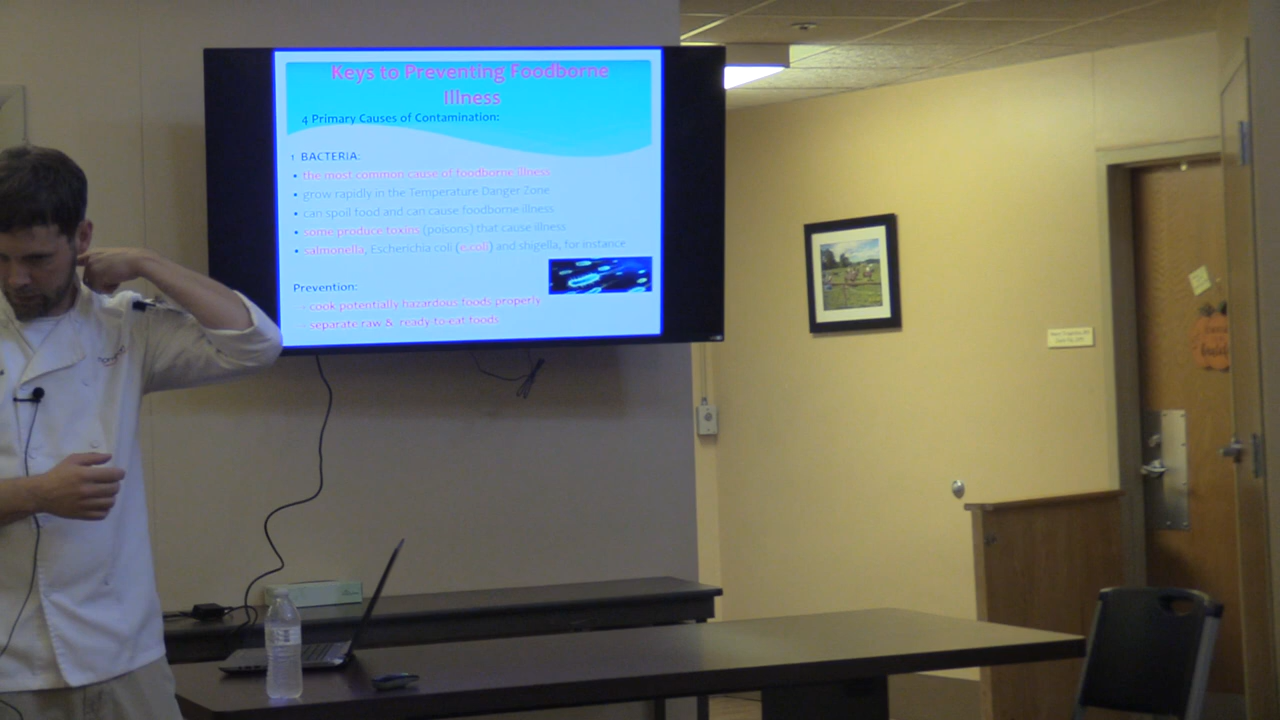 Keys to Preventing Foodborne
Illness
4 Primary Causes of Contamination:
1 BACTERIA:
• the most common cause of foodborne illness
• grow rapidly in the Temperature Danger Zone
• can spoil food and can cause foodborne illness
• some produce toxins (poisons) that cause illness
• salmonella, Escherichia coli (e.coli) and shigella, for instance
Prevention:
- cook potentially hazardous foods properly
- separate raw & ready-to-eat foods